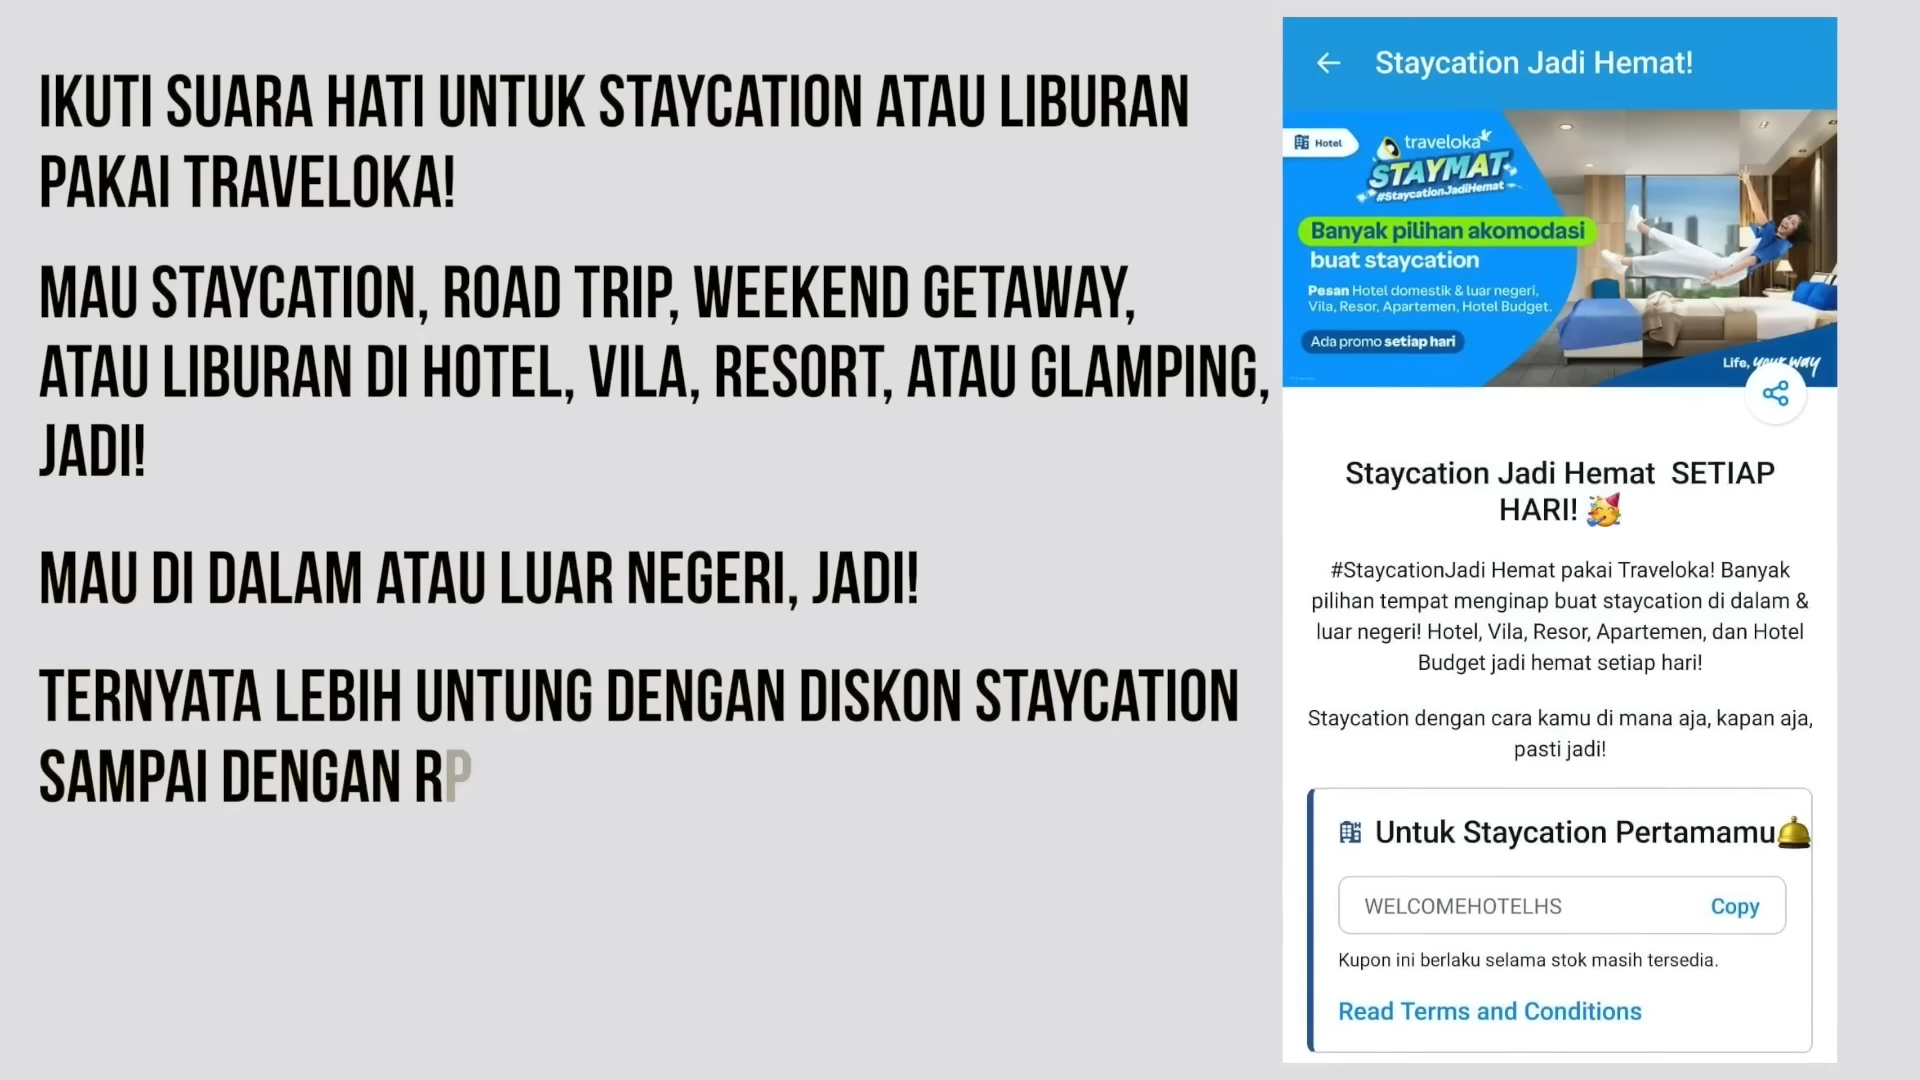 IKUTI SUARA HATI UNTUK STAYCATION ATAU LIBURAN
PAKAI TRAVELOKA!
MAU STAYCATION, ROAD TRIP, WEEKEND GETAWAY,
ATAU LIBURAN DI HOTEL, VILA, RESORT, ATAU GLAMPING,
JADI!
MAU DI DALAM ATAU LUAR NEGERI, JADI!
TERNYATA LEBIH UNTUNG DENGAN DISKON STAYCATION
SAMPAI DENGAN RP
Staycation Jadi Hemat!
Hotel
traveloka
STAYMAT
#StaycationJadiHemat
Banyak pilihan akomodasi
buat staycation
Pesan Hotel domestik & luar negeri,
Vila, Resor, Apartemen, Hotel Budget.
Ada promo setiap hari
Life, your way
Staycation Jadi Hemat  SETIAP
HARI! 🥳
#StaycationJadi Hemat pakai Traveloka! Banyak
pilihan tempat menginap buat staycation di dalam &
luar negeri! Hotel, Vila, Resor, Apartemen, dan Hotel
Budget jadi hemat setiap hari!
Staycation dengan cara kamu di mana aja, kapan aja,
pasti jadi!
Untuk Staycation Pertamamu🛎️
WELCOMEHOTELHS
Copy
Kupon ini berlaku selama stok masih tersedia.
Read Terms and Conditions